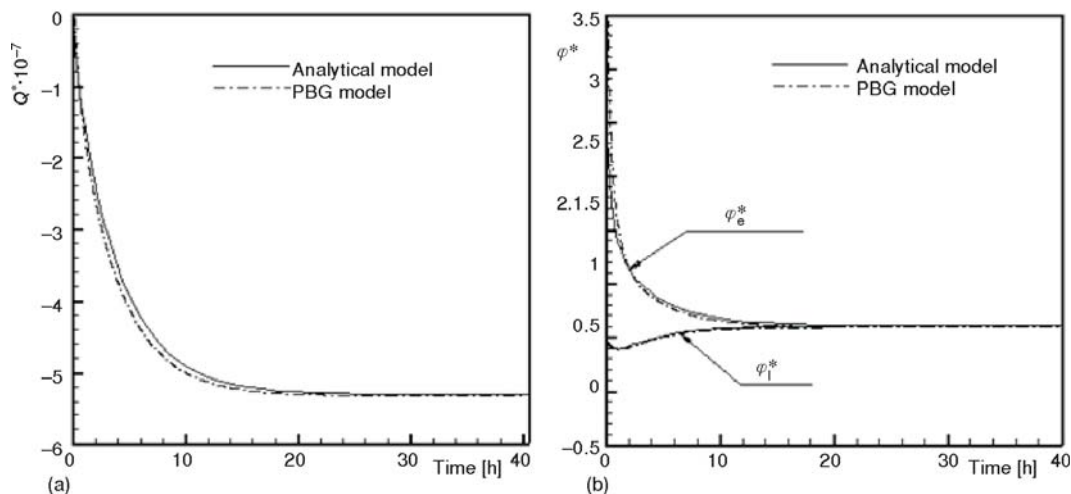 0
Q*·10⁻⁷
−1
−2
−3
−4
−5
−6
Analytical model
PBG model
0 10 20 30 40
Time [h]
(a)
3.5
φ*
3
2.5
2.1.5
1
0.5
0
−0.5
Analytical model
PBG model
φe*
φl*
0 10 20 30 40
Time [h]
(b)